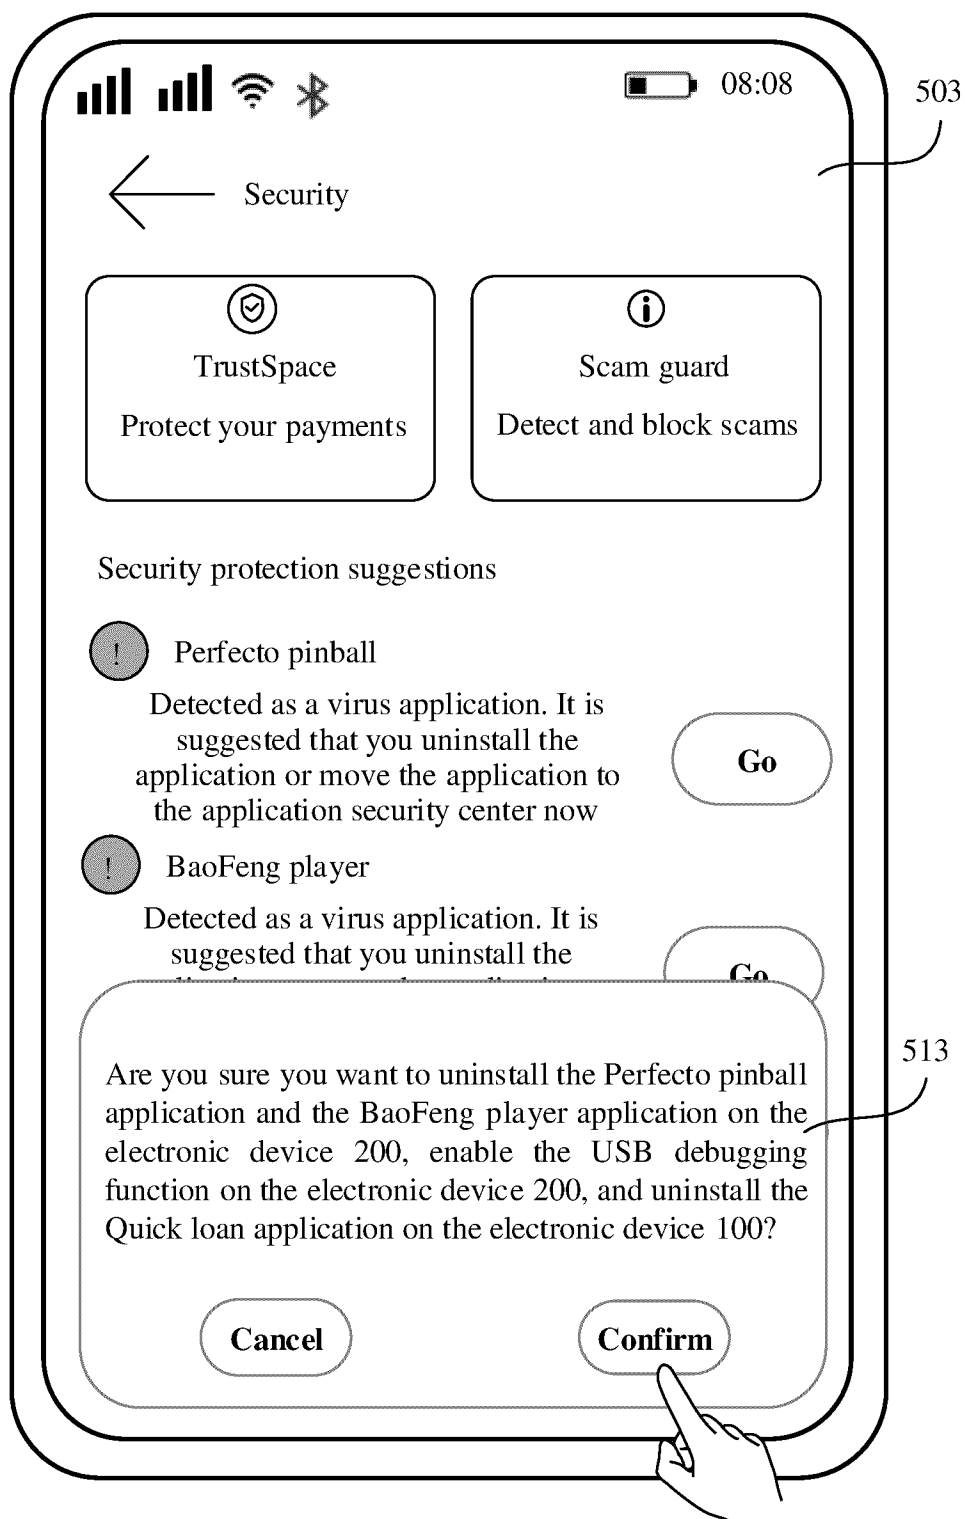 08:08
503
Security
TrustSpace
Protect your payments
Scam guard
Detect and block scams
Security protection suggestions
! Perfecto pinball
Detected as a virus application. It is
suggested that you uninstall the
application or move the application to
the application security center now
Go
! BaoFeng player
Detected as a virus application. It is
suggested that you uninstall the
Go
513
Are you sure you want to uninstall the Perfecto pinball
application and the BaoFeng player application on the
electronic device 200, enable the USB debugging
function on the electronic device 200, and uninstall the
Quick loan application on the electronic device 100?
Cancel
Confirm